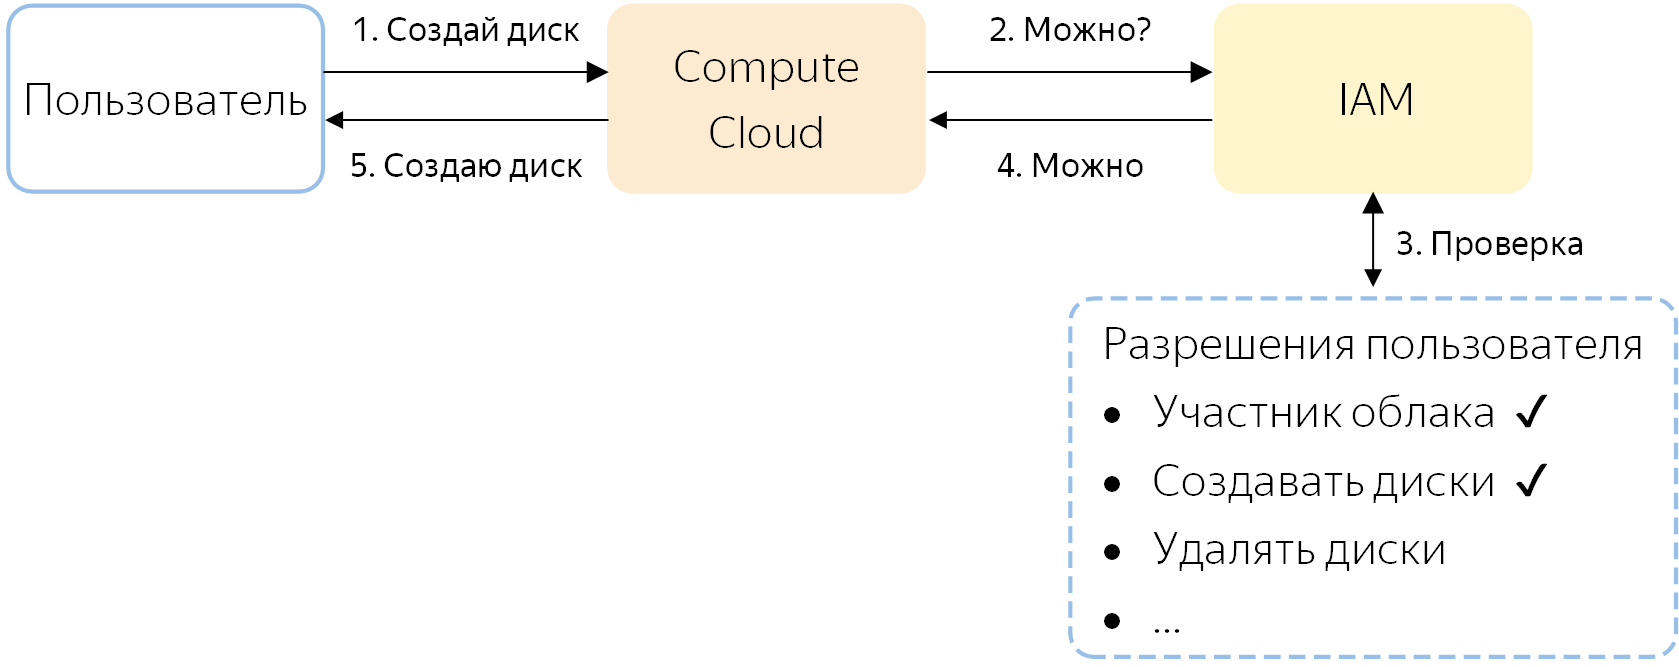 1. Создай диск
2. Можно?
Пользователь
Compute
Cloud
IAM
5. Создаю диск
4. Можно
3. Проверка
Разрешения пользователя
• Участник облака ✓
• Создавать диски ✓
• Удалять диски
• ...